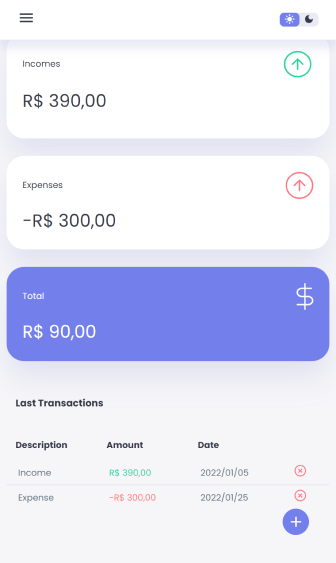 Incomes
R$ 390,00
Expenses
-R$ 300,00
Total
R$ 90,00
Last Transactions
Description Amount Date
Income R$ 390,00 2022/01/05
Expense -R$ 300,00 2022/01/25